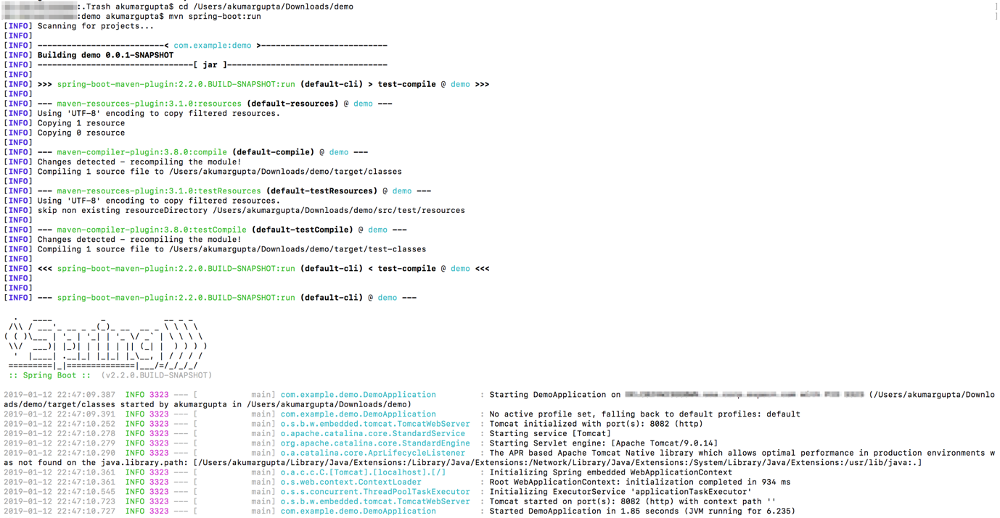 :.Trash akumargupta$ cd /Users/akumargupta/Downloads/demo ]
:demo akumargupta$ mvn spring-boot:run ]
[INFO] Scanning for projects...
[INFO]
[INFO] --------------------------< com.example:demo >--------------------------
[INFO] Building demo 0.0.1-SNAPSHOT
[INFO] --------------------------------[ jar ]---------------------------------
[INFO]
[INFO] >>> spring-boot-maven-plugin:2.2.0.BUILD-SNAPSHOT:run (default-cli) > test-compile @ demo >>>
[INFO]
[INFO] --- maven-resources-plugin:3.1.0:resources (default-resources) @ demo ---
[INFO] Using 'UTF-8' encoding to copy filtered resources.
[INFO] Copying 1 resource
[INFO] Copying 0 resource
[INFO]
[INFO] --- maven-compiler-plugin:3.8.0:compile (default-compile) @ demo ---
[INFO] Changes detected - recompiling the module!
[INFO] Compiling 1 source file to /Users/akumargupta/Downloads/demo/target/classes
[INFO]
[INFO] --- maven-resources-plugin:3.1.0:testResources (default-testResources) @ demo ---
[INFO] Using 'UTF-8' encoding to copy filtered resources.
[INFO] skip non existing resourceDirectory /Users/akumargupta/Downloads/demo/src/test/resources
[INFO]
[INFO] --- maven-compiler-plugin:3.8.0:testCompile (default-testCompile) @ demo ---
[INFO] Changes detected - recompiling the module!
[INFO] Compiling 1 source file to /Users/akumargupta/Downloads/demo/target/test-classes
[INFO]
[INFO] <<< spring-boot-maven-plugin:2.2.0.BUILD-SNAPSHOT:run (default-cli) < test-compile @ demo <<<
[INFO]
[INFO]
[INFO] --- spring-boot-maven-plugin:2.2.0.BUILD-SNAPSHOT:run (default-cli) @ demo ---
  .   ____          _            __ _ _
 /\\ / ___'_ __ _ _(_)_ __  __ _ \ \ \ \
( ( )\___ | '_ | '_| | '_ \/ _` | \ \ \ \
 \\/  ___)| |_)| | | | | || (_| |  ) ) ) )
  '  |____| .__|_| |_|_| |_\__, | / / / /
 =========|_|==============|___/=/_/_/_/
 :: Spring Boot ::  (v2.2.0.BUILD-SNAPSHOT)
2019-01-12 22:47:09.387  INFO 3323 --- [           main] com.example.demo.DemoApplication         : Starting DemoApplication on (/Users/akumargupta/Downlo
ads/demo/target/classes started by akumargupta in /Users/akumargupta/Downloads/demo)
2019-01-12 22:47:09.391  INFO 3323 --- [           main] com.example.demo.DemoApplication         : No active profile set, falling back to default profiles: default
2019-01-12 22:47:10.252  INFO 3323 --- [           main] o.s.b.w.embedded.tomcat.TomcatWebServer  : Tomcat initialized with port(s): 8082 (http)
2019-01-12 22:47:10.278  INFO 3323 --- [           main] o.apache.catalina.core.StandardService   : Starting service [Tomcat]
2019-01-12 22:47:10.279  INFO 3323 --- [           main] org.apache.catalina.core.StandardEngine  : Starting Servlet engine: [Apache Tomcat/9.0.14]
2019-01-12 22:47:10.290  INFO 3323 --- [           main] o.a.catalina.core.AprLifecycleListener   : The APR based Apache Tomcat Native library which allows optimal performance in production environments w
as not found on the java.library.path: [/Users/akumargupta/Library/Java/Extensions:/Library/Java/Extensions:/Network/Library/Java/Extensions:/System/Library/Java/Extensions:/usr/lib/java:.]
2019-01-12 22:47:10.361  INFO 3323 --- [           main] o.a.c.c.C.[Tomcat].[localhost].[/]       : Initializing Spring embedded WebApplicationContext
2019-01-12 22:47:10.361  INFO 3323 --- [           main] o.s.web.context.ContextLoader            : Root WebApplicationContext: initialization completed in 934 ms
2019-01-12 22:47:10.545  INFO 3323 --- [           main] o.s.s.concurrent.ThreadPoolTaskExecutor  : Initializing ExecutorService 'applicationTaskExecutor'
2019-01-12 22:47:10.723  INFO 3323 --- [           main] o.s.b.w.embedded.tomcat.TomcatWebServer  : Tomcat started on port(s): 8082 (http) with context path ''
2019-01-12 22:47:10.727  INFO 3323 --- [           main] com.example.demo.DemoApplication         : Started DemoApplication in 1.85 seconds (JVM running for 6.235)